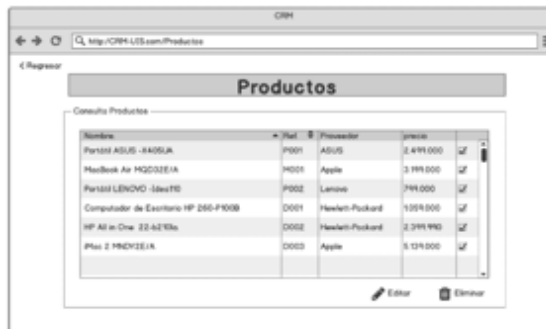 CRM
http://CRM-UIS.com/Productos
< Regresar
Productos
Consulta Productos
Nombre Ref. Proveedor precio
Portátil ASUS -X405UA P001 ASUS 2.499.000
MacBook Air MQD32E/A M001 Apple 3.199.000
Portátil LENOVO -Idea110 P002 Lenovo 799.000
Computador de Escritorio HP 260-P100B D001 Hewlett-Packard 1.059.000
HP All in One 22-b210la D002 Hewlett-Packard 2.399.990
iMac 2 MNDY2E/A D003 Apple 5.139.000
Editar Eliminar